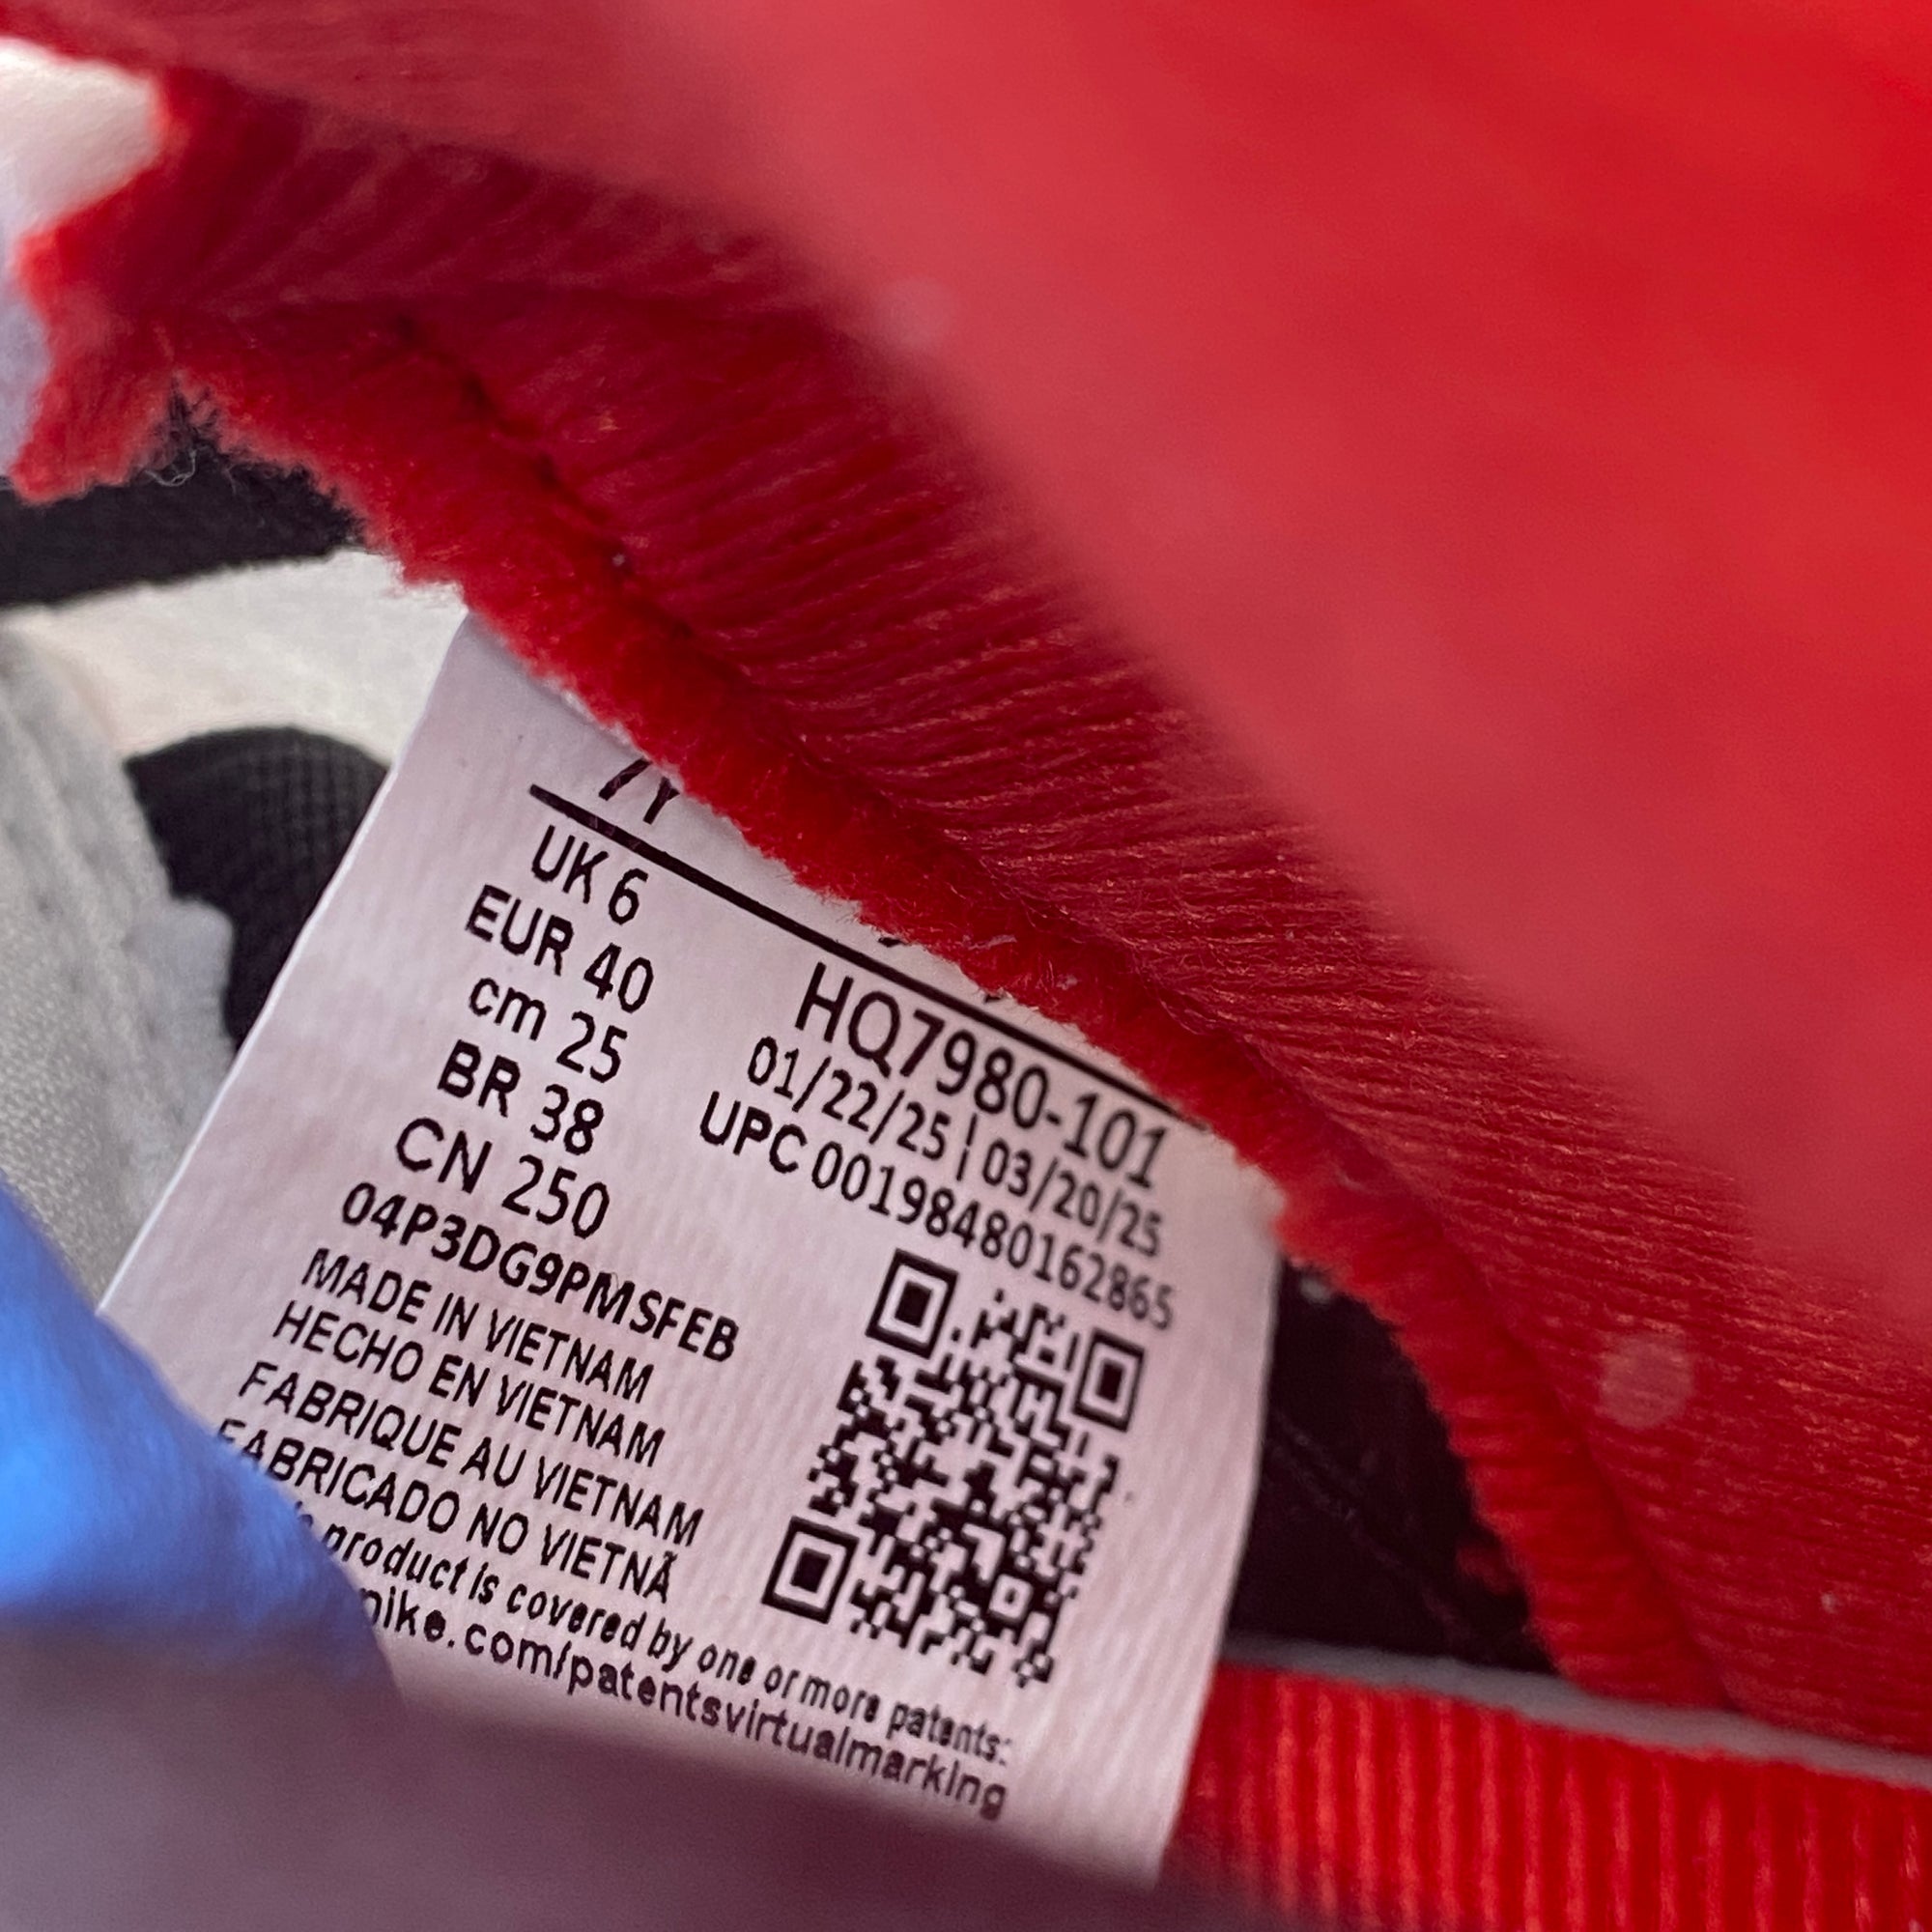 7Y
UK 6
EUR 40
cm 25
BR 38
CN 250
04P3DG9PMSFEB
MADE IN VIETNAM
HECHO EN VIETNAM
FABRIQUE AU VIETNAM
FABRICADO NO VIETNÃ
product is covered by one or more patents:
nike.com/patentsvirtualmarking
HQ7980-101
01/22/25 | 03/20/25
UPC 00198480162865